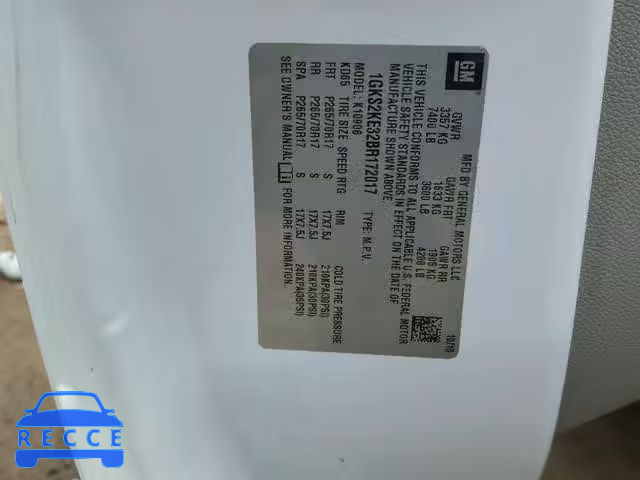 GM
MFD BY GENERAL MOTORS LLC
10/10
GVWR GAWR FRT GAWR RR
3357 KG 1633 KG 1905 KG
7400 LB 3600 LB 4200 LB
THIS VEHICLE CONFORMS TO ALL APPLICABLE U.S. FEDERAL MOTOR
VEHICLE SAFETY STANDARDS IN EFFECT ON THE DATE OF
MANUFACTURE SHOWN ABOVE.
1GKS2KE32BR172017 TYPE: M.P.V.
MODEL: K10906
KD65 TIRE SIZE SPEED RTG RIM COLD TIRE PRESSURE
FRT P265/70R17 S 17X7.5J 210KPA(30PSI)
RR P265/70R17 S 17X7.5J 210KPA(30PSI)
SPA P265/70R17 S 17X7.5J 240KPA(35PSI)
SEE OWNER'S MANUAL FOR MORE INFORMATION.
RECCE